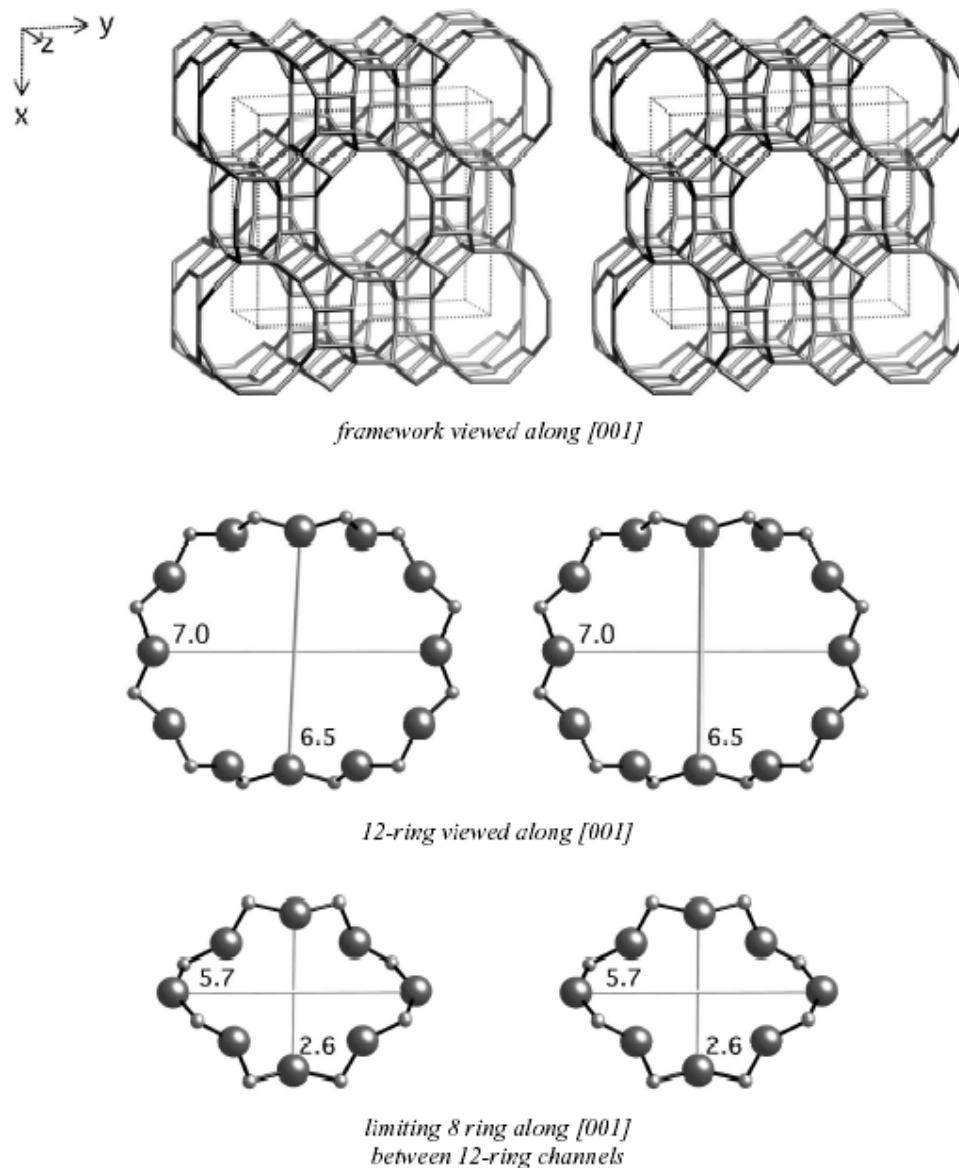 y
z
x
framework viewed along [001]
7.0
6.5
7.0
6.5
12-ring viewed along [001]
5.7
2.6
5.7
2.6
limiting 8 ring along [001]
between 12-ring channels